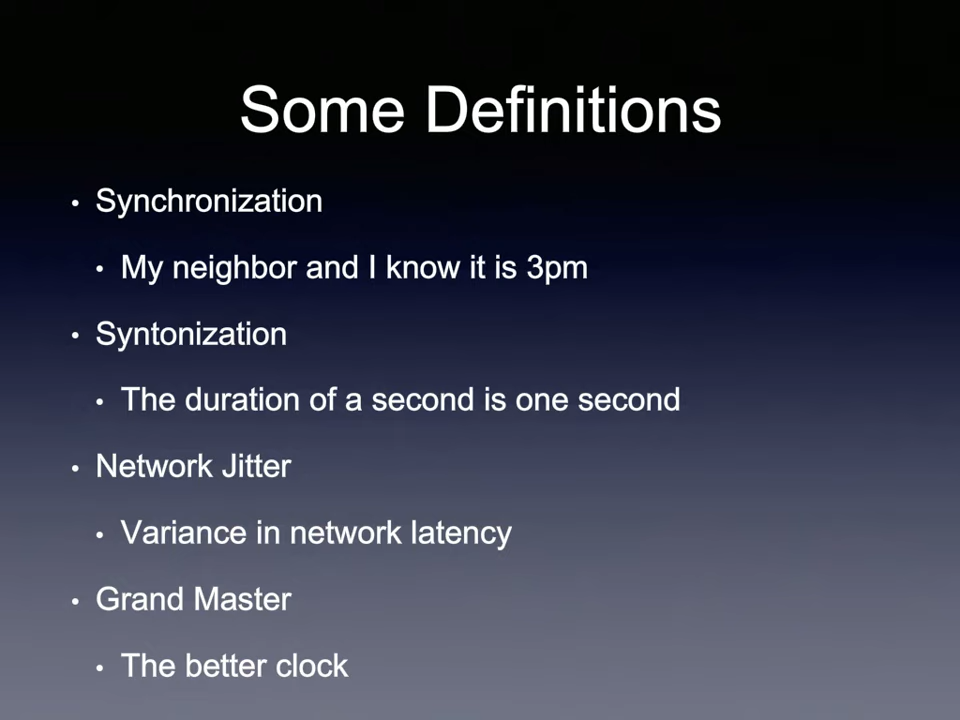 Some Definitions
• Synchronization
• My neighbor and I know it is 3pm
• Syntonization
• The duration of a second is one second
• Network Jitter
• Variance in network latency
• Grand Master
• The better clock